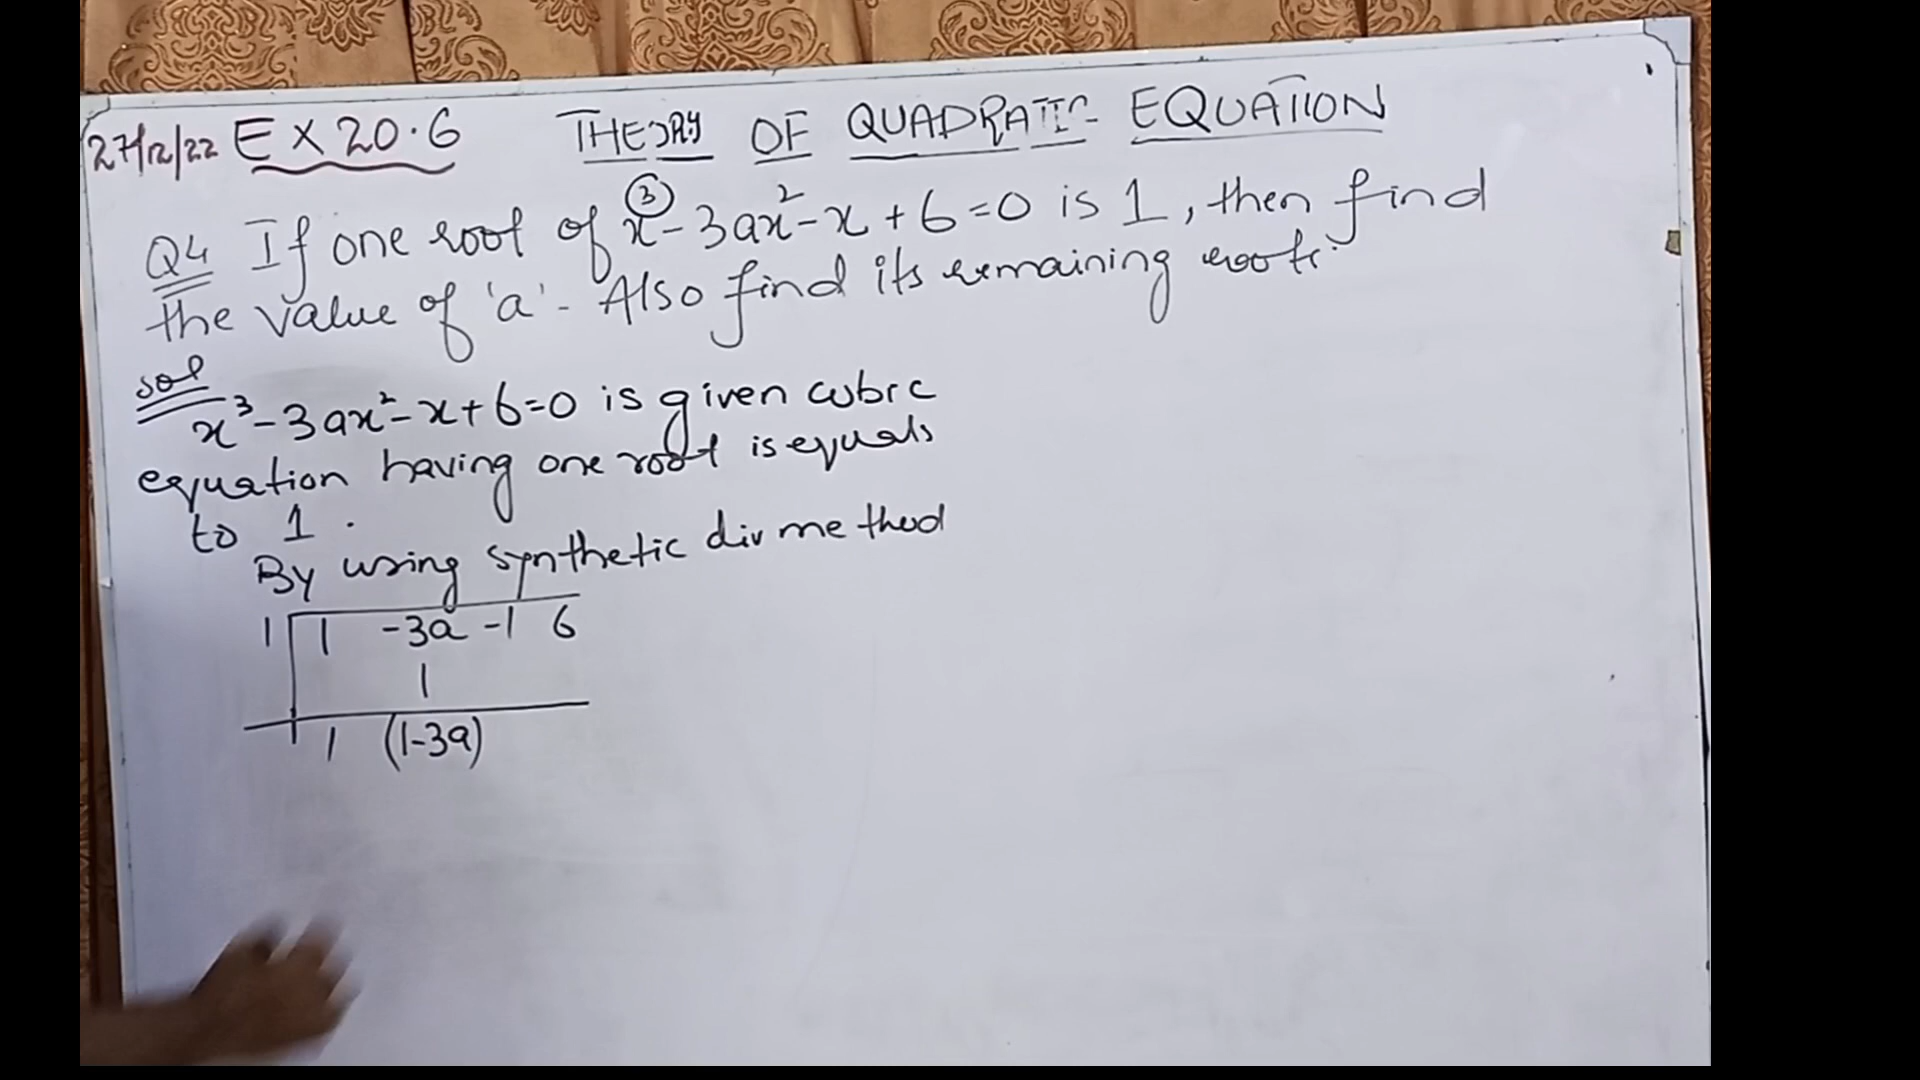 27/12/22 EX 20.6 THEORY OF QUADRATIC EQUATION
Q4 If one root of x³-3ax²-x+6=0 is 1, then find
the value of 'a'. Also find its remaining roots.
Sol
x³-3ax²-x+6=0 is given cubic
equation having one root is equals
to 1.
By using synthetic div method
1 1 -3a -1 6
1
1 (1-3a)